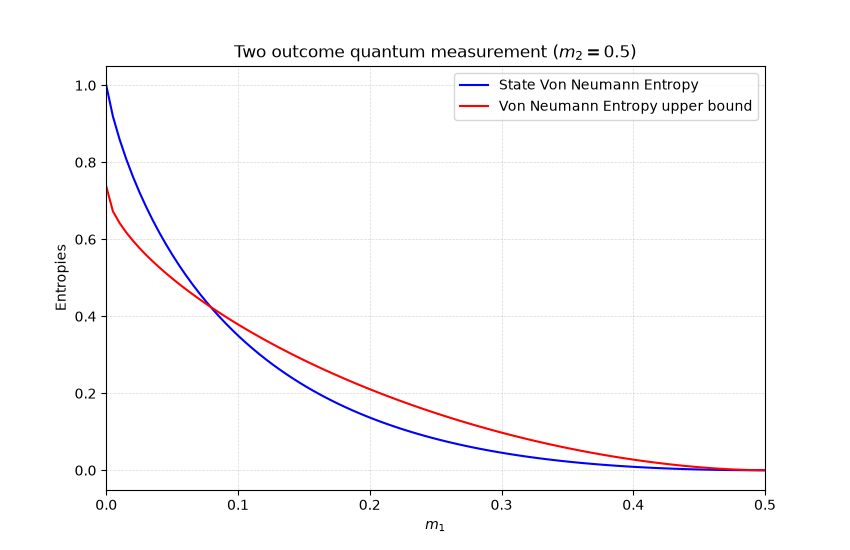 Two outcome quantum measurement (m₂ = 0.5)
State Von Neumann Entropy
Von Neumann Entropy upper bound
Entropies
1.0
0.8
0.6
0.4
0.2
0.0
0.0 0.1 0.2 0.3 0.4 0.5
m₁